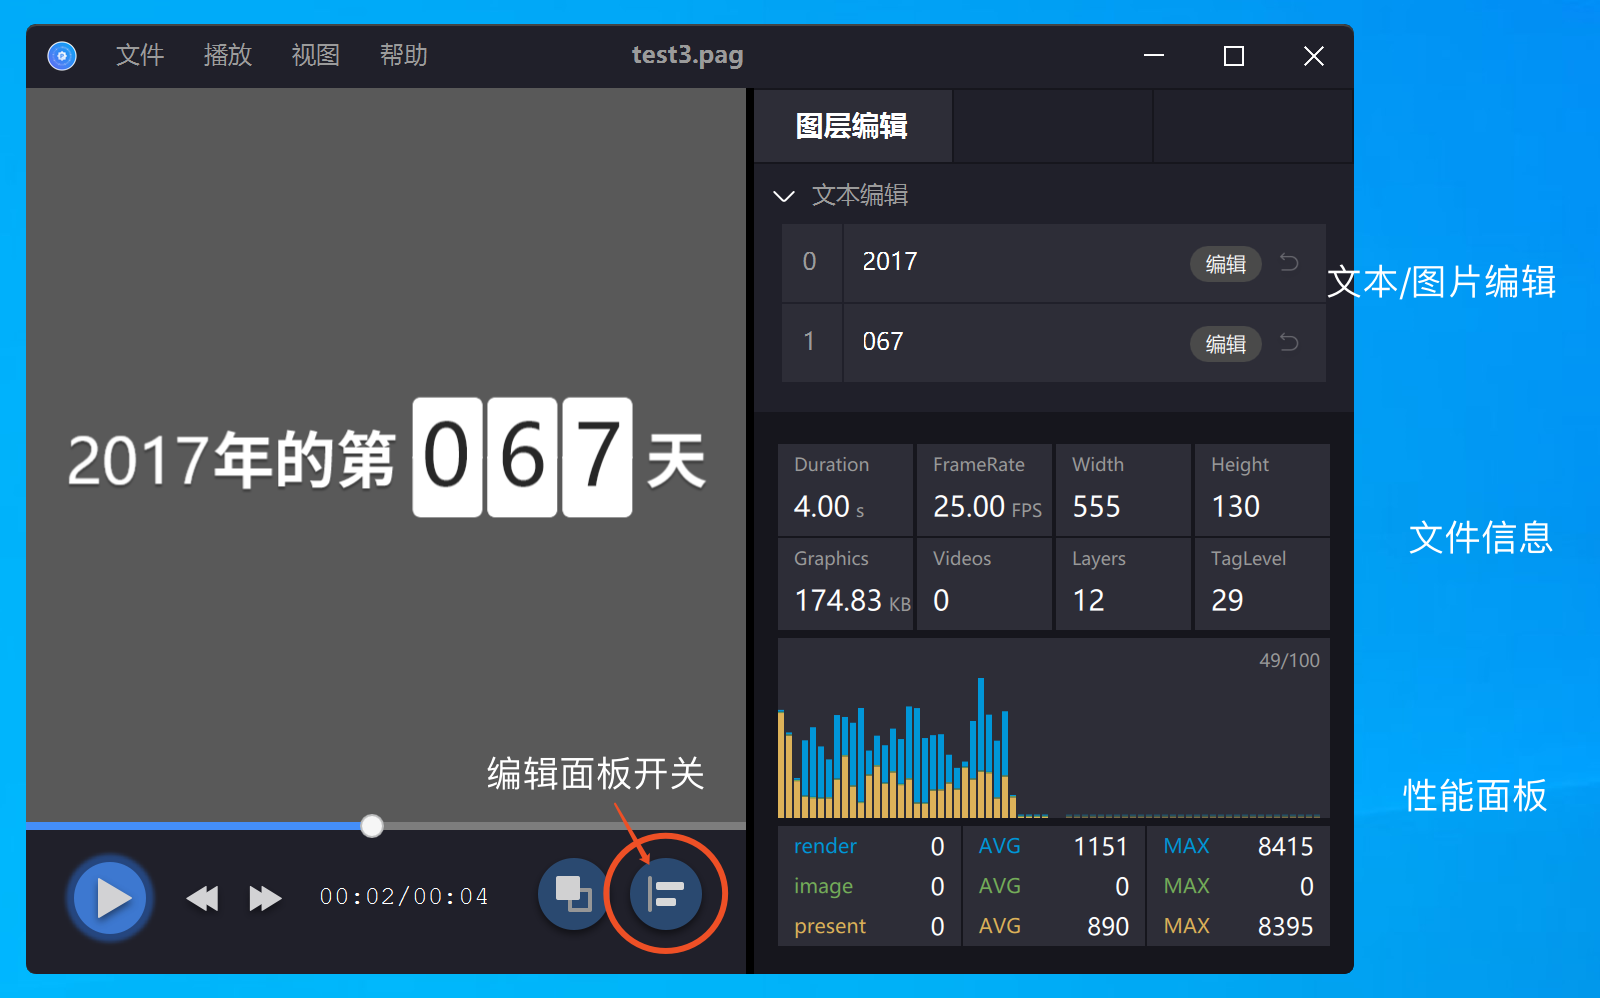 文件 播放 视图 帮助 test3.pag
图层编辑
文本编辑
0 2017 编辑
1 067 编辑
文本/图片编辑
2017年的第 067 天
Duration FrameRate Width Height
4.00 s 25.00 FPS 555 130
文件信息
Graphics Videos Layers TagLevel
174.83 KB 0 12 29
49/100
编辑面板开关
性能面板
render 0 AVG 1151 MAX 8415
image 0 AVG 0 MAX 0
present 0 AVG 890 MAX 8395
00:02/00:04